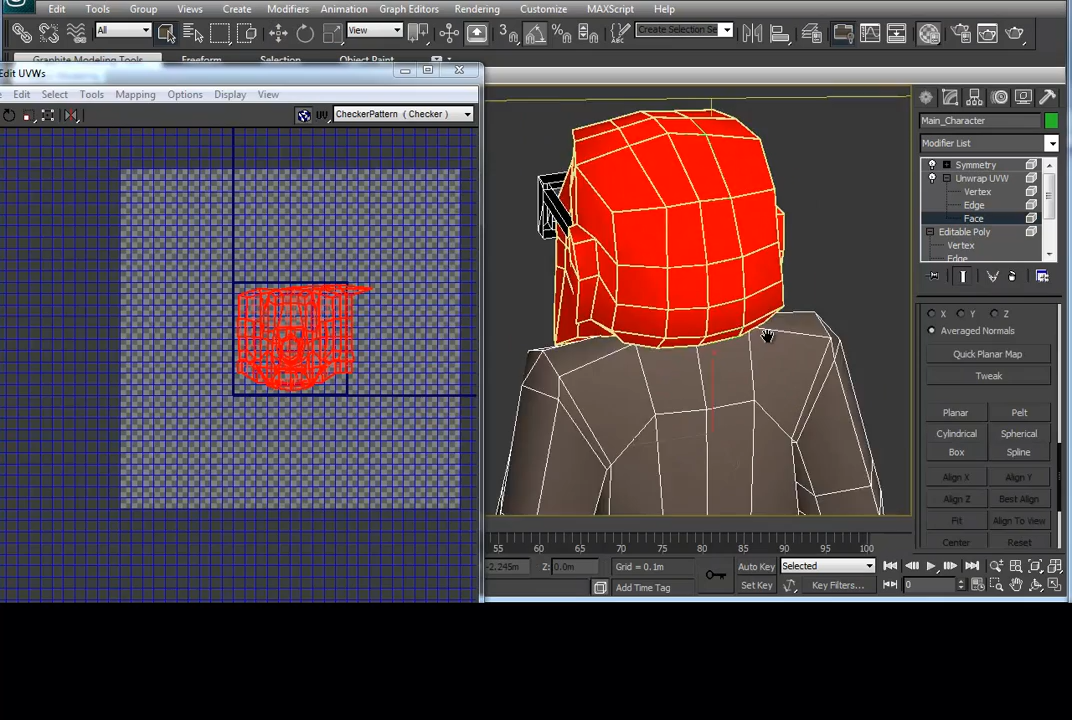 Edit Tools Group Views Create Modifiers Animation Graph Editors Rendering Customize MAXScript Help
All View 3 % Create Selection Se
Graphite Modeling Tools Freeform Selection Object Paint
Edit UVWs
Edit Select Tools Mapping Options Display View
UV CheckerPattern ( Checker )
Main_Character
Modifier List
Symmetry
Unwrap UVW
Vertex
Edge
Face
Editable Poly
Vertex
Edge
X Y Z
Averaged Normals
Quick Planar Map
Tweak
Planar Pelt
Cylindrical Spherical
Box Spline
Align X Align Y
Align Z Best Align
Fit Align To View
Center Reset
55 60 65 70 75 80 85 90 95 100
-2.245m Z: 0.0m Grid = 0.1m Auto Key Selected
Add Time Tag Set Key Key Filters... 0